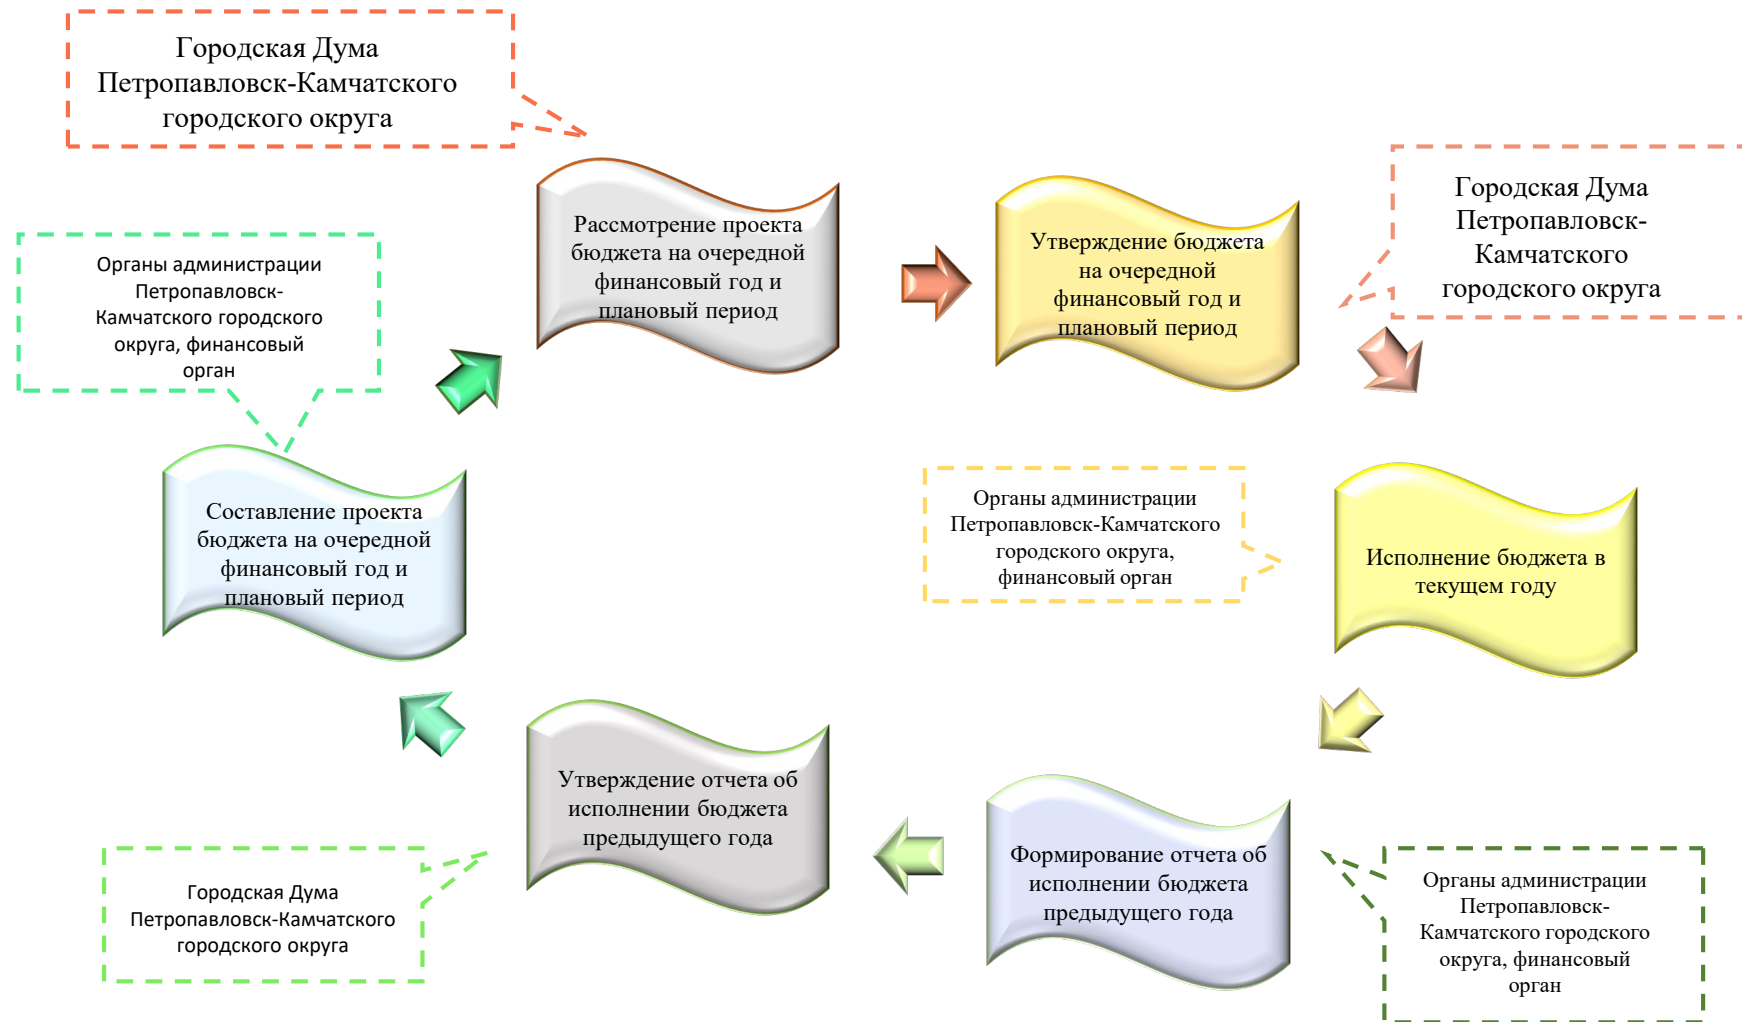 Городская Дума
Петропавловск-Камчатского
городского округа
Городская Дума
Петропавловск-
Камчатского
городского округа
Рассмотрение проекта
бюджета на очередной
финансовый год и
плановый период
Утверждение бюджета
на очередной
финансовый год и
плановый период
Органы администрации
Петропавловск-
Камчатского городского
округа, финансовый
орган
Составление проекта
бюджета на очередной
финансовый год и
плановый период
Органы администрации
Петропавловск-Камчатского
городского округа,
финансовый орган
Исполнение бюджета в
текущем году
Утверждение отчета об
исполнении бюджета
предыдущего года
Формирование отчета об
исполнении бюджета
предыдущего года
Городская Дума
Петропавловск-Камчатского
городского округа
Органы администрации
Петропавловск-
Камчатского городского
округа, финансовый
орган